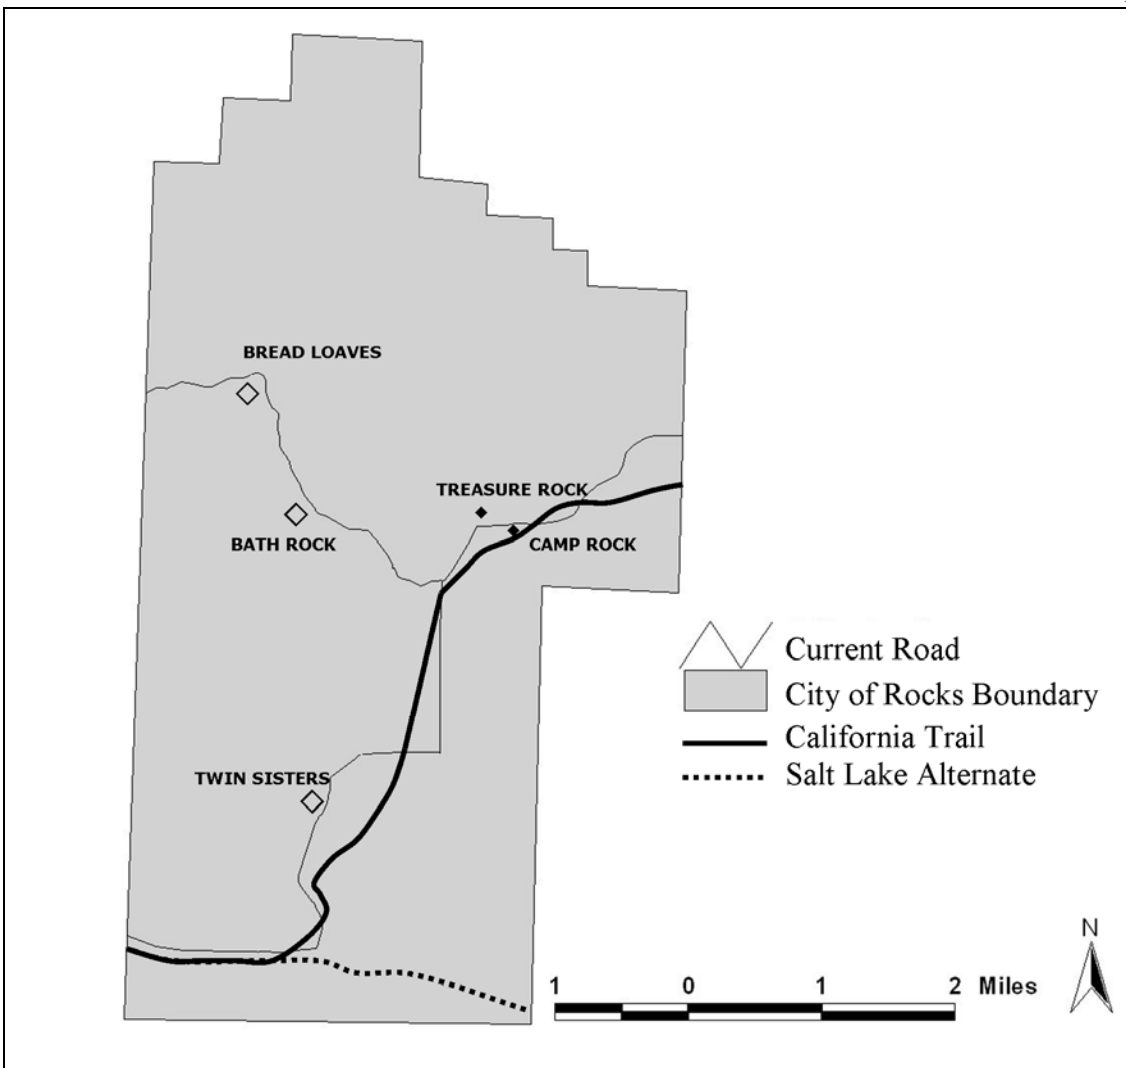 BREAD LOAVES
TREASURE ROCK
BATH ROCK
CAMP ROCK
Current Road
City of Rocks Boundary
California Trail
TWIN SISTERS
Salt Lake Alternate
N
1 0 1 2 Miles